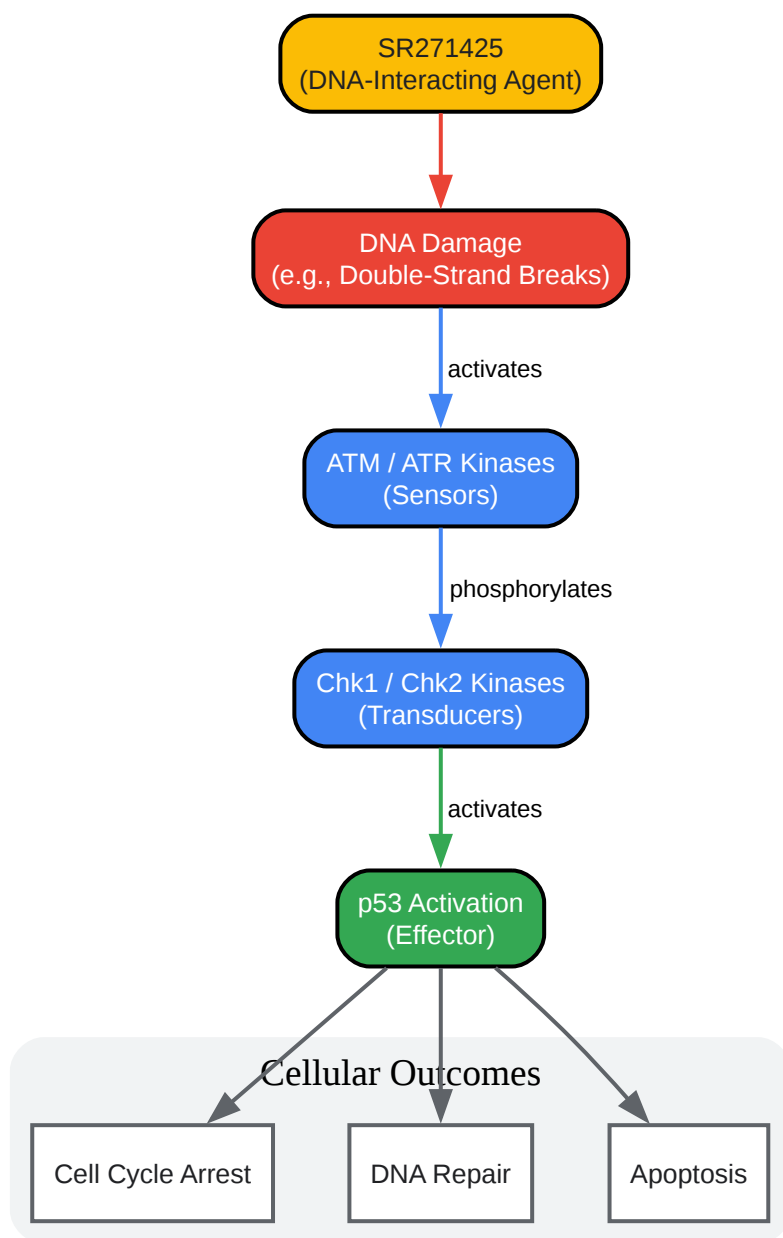 SR271425
(DNA-Interacting Agent)
DNA Damage
(e.g., Double-Strand Breaks)
activates
ATM / ATR Kinases
(Sensors)
phosphorylates
Chk1 / Chk2 Kinases
(Transducers)
activates
p53 Activation
(Effector)
Cellular Outcomes
Cell Cycle Arrest
DNA Repair
Apoptosis